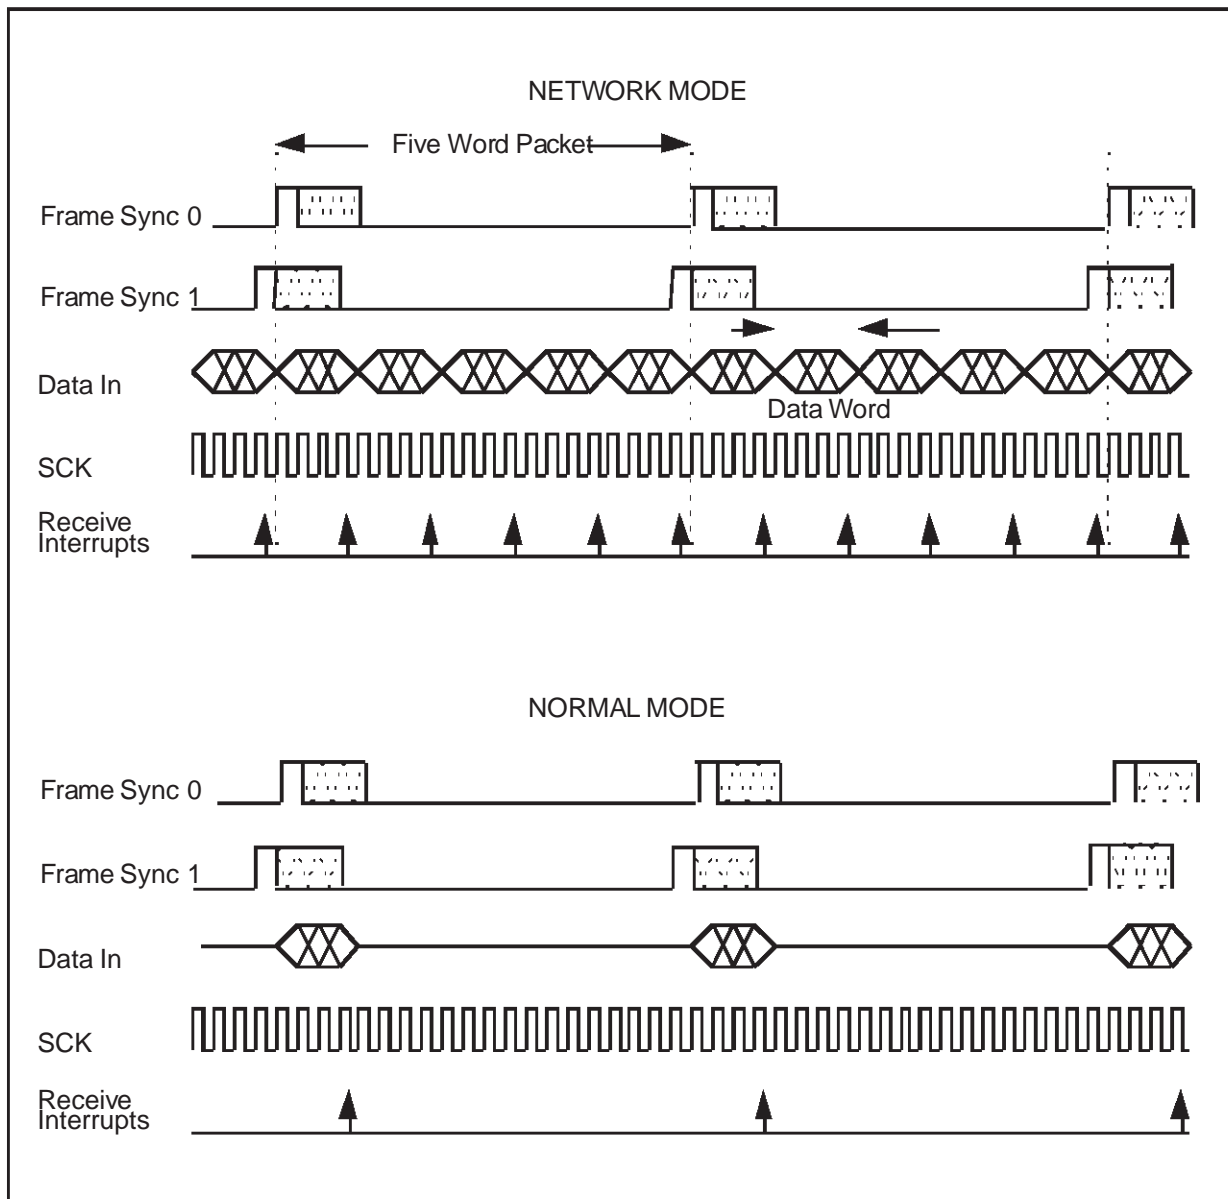 NETWORK MODE
Five Word Packet
Frame Sync 0
Frame Sync 1
Data In
Data Word
SCK
Receive
Interrupts
NORMAL MODE
Frame Sync 0
Frame Sync 1
Data In
SCK
Receive
Interrupts